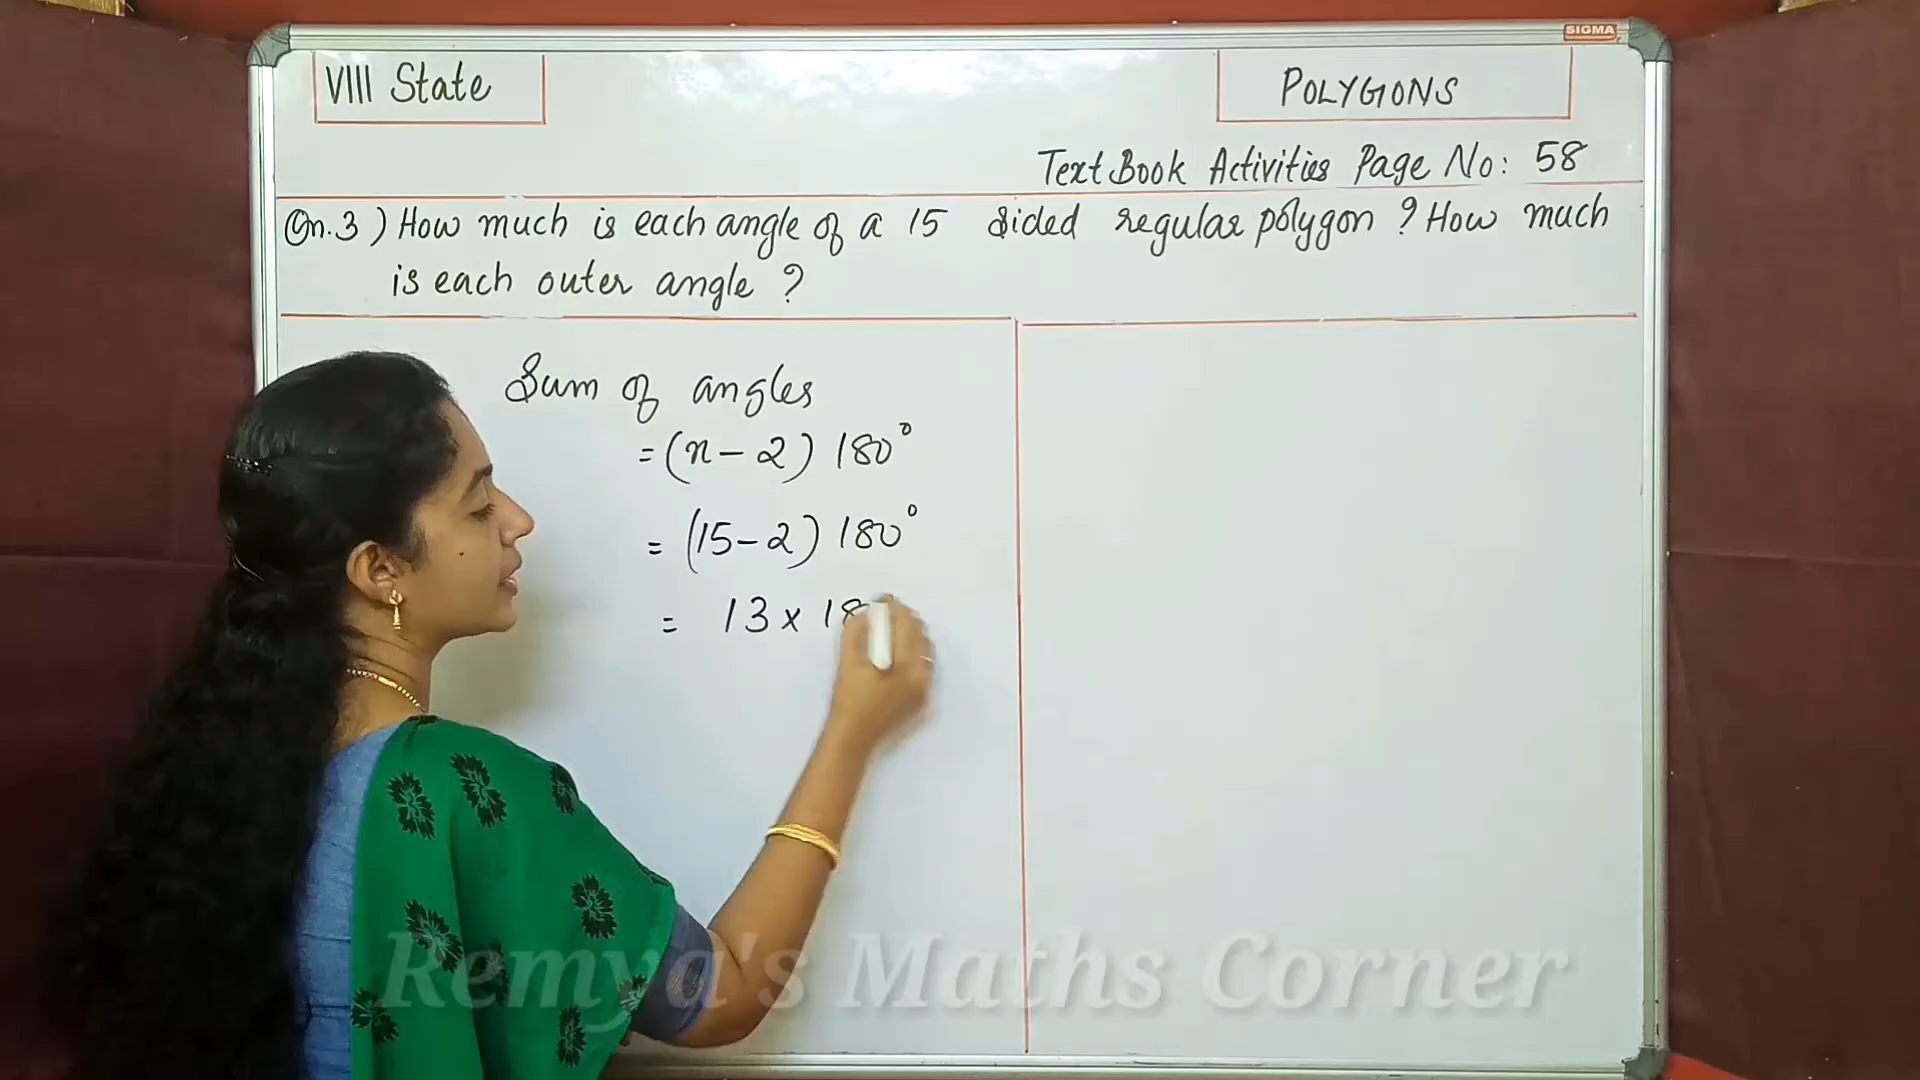 SIGMA
VIII State
POLYGONS
Text Book Activities Page No: 58
Qn.3) How much is each angle of a 15 sided regular polygon? How much
is each outer angle?
Sum of angles
= (n-2) 180°
= (15-2) 180°
= 13 x 18
Remya's Maths Corner